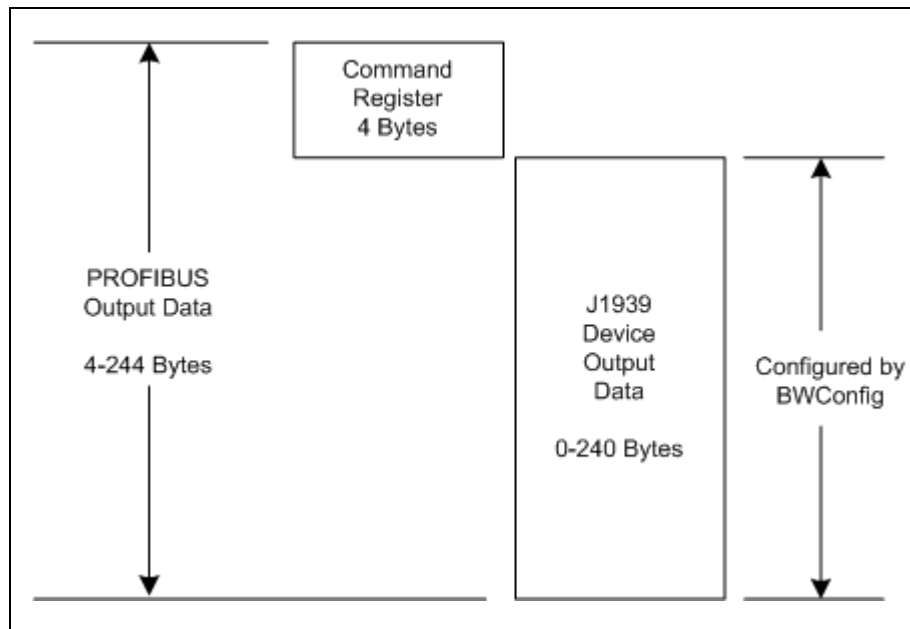 Command
Register
4 Bytes
PROFIBUS
Output Data
4-244 Bytes
J1939
Device
Output
Data
0-240 Bytes
Configured by
BWConfig